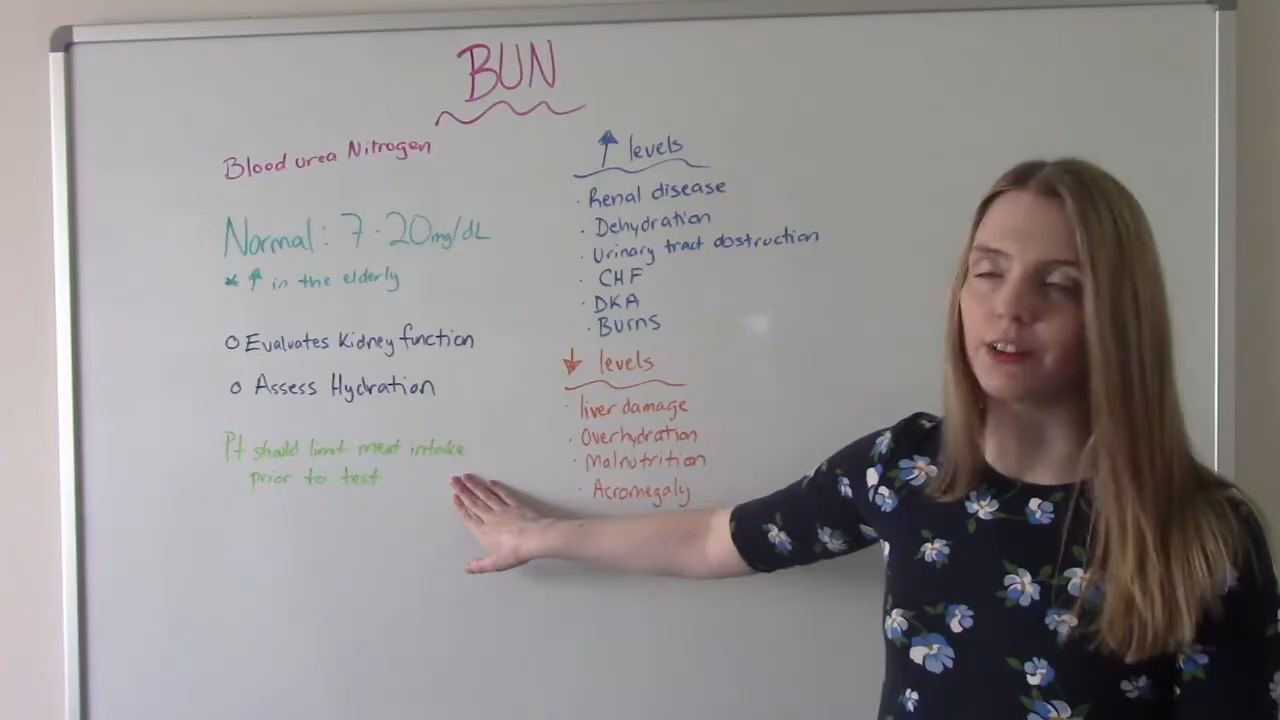 BUN
Blood urea Nitrogen
Normal: 7-20mg/dL
* ↑ in the elderly
o Evaluates Kidney function
o Assess Hydration
Pt should limit meat intake
prior to test
↑ levels
· Renal disease
· Dehydration
· Urinary tract obstruction
· CHF
· DKA
· Burns
↓ levels
· liver damage
· Overhydration
· Malnutrition
· Acromegaly